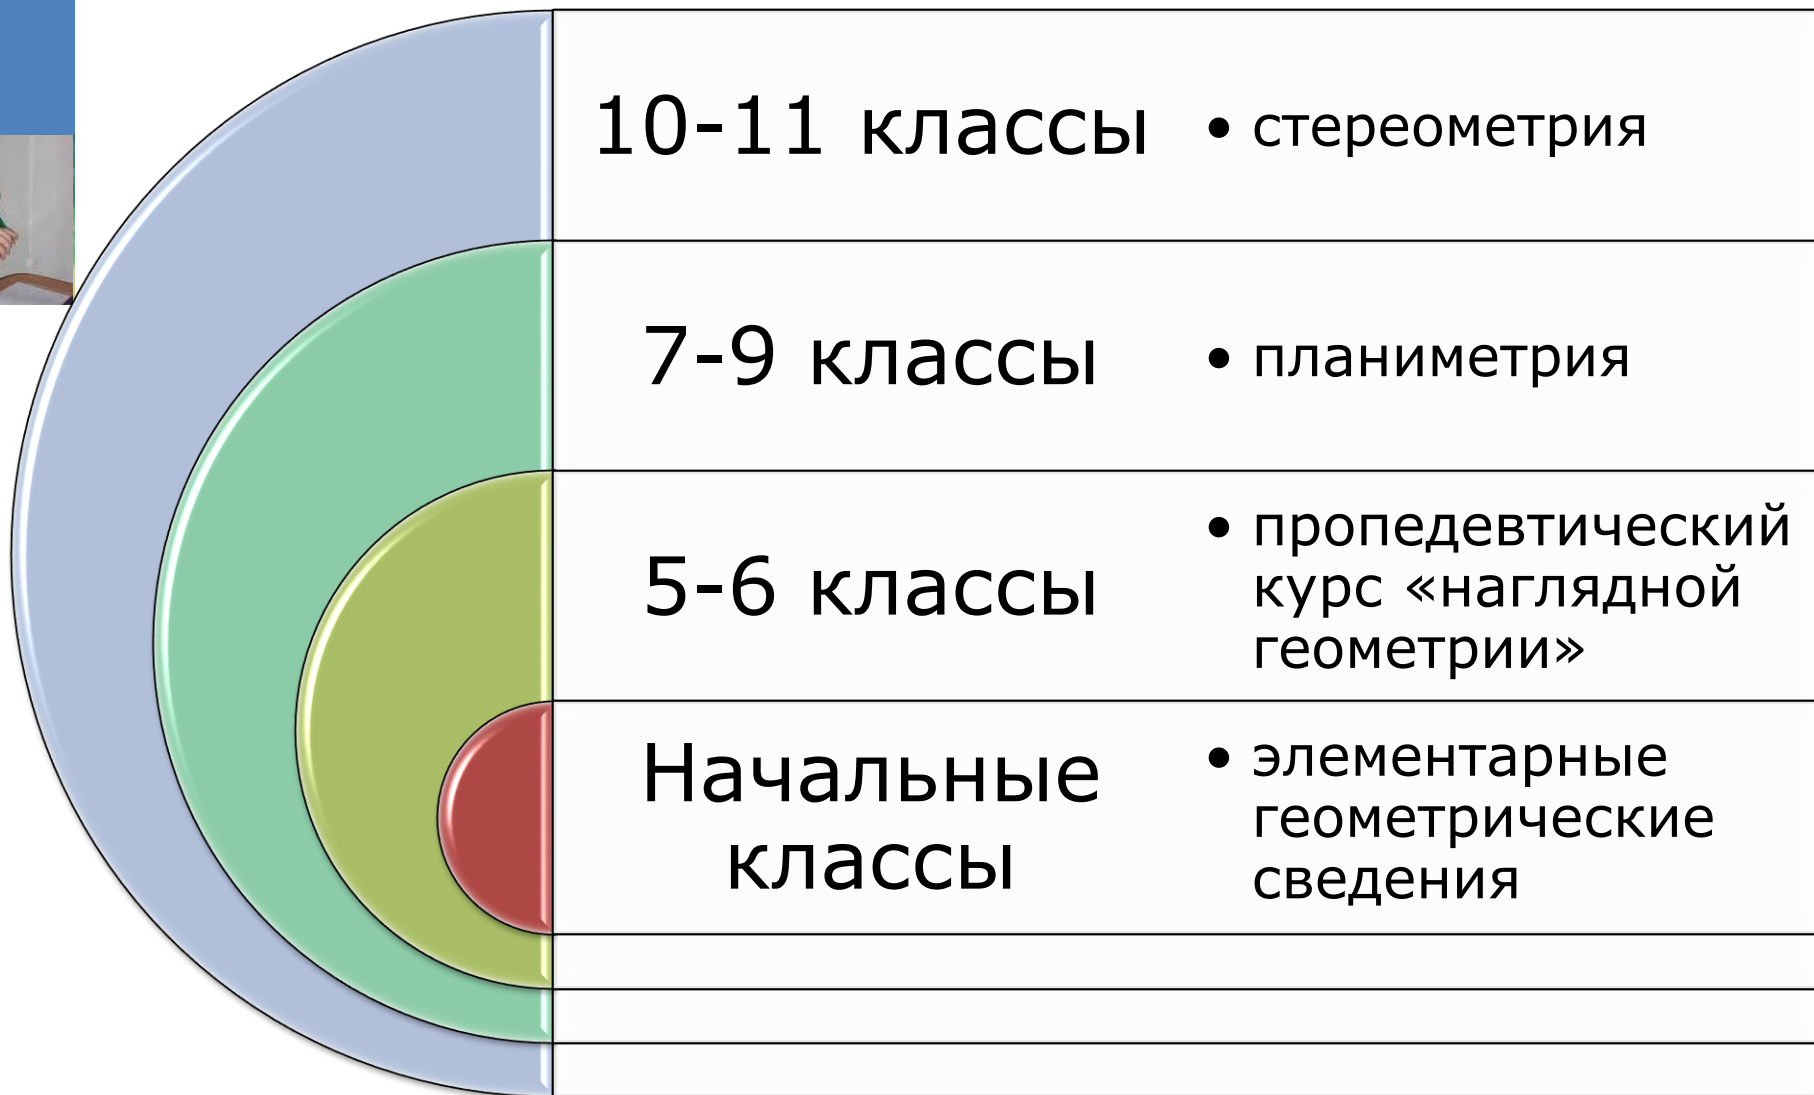 10-11 классы
• стереометрия
7-9 классы
• планиметрия
5-6 классы
• пропедевтический
курс «наглядной
геометрии»
Начальные
классы
• элементарные
геометрические
сведения